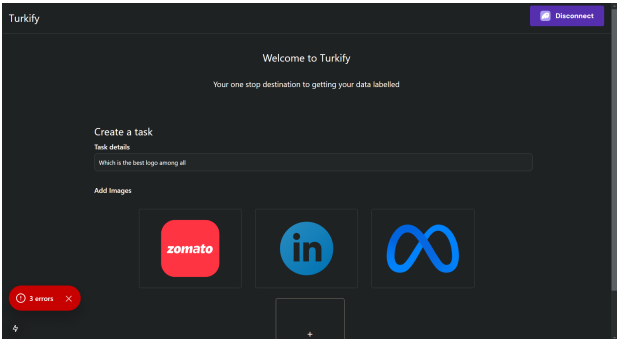 Turkify
Disconnect
Welcome to Turkify
Your one stop destination to getting your data labelled
Create a task
Task details
Which is the best logo among all
Add Images
zomato
in
3 errors
+